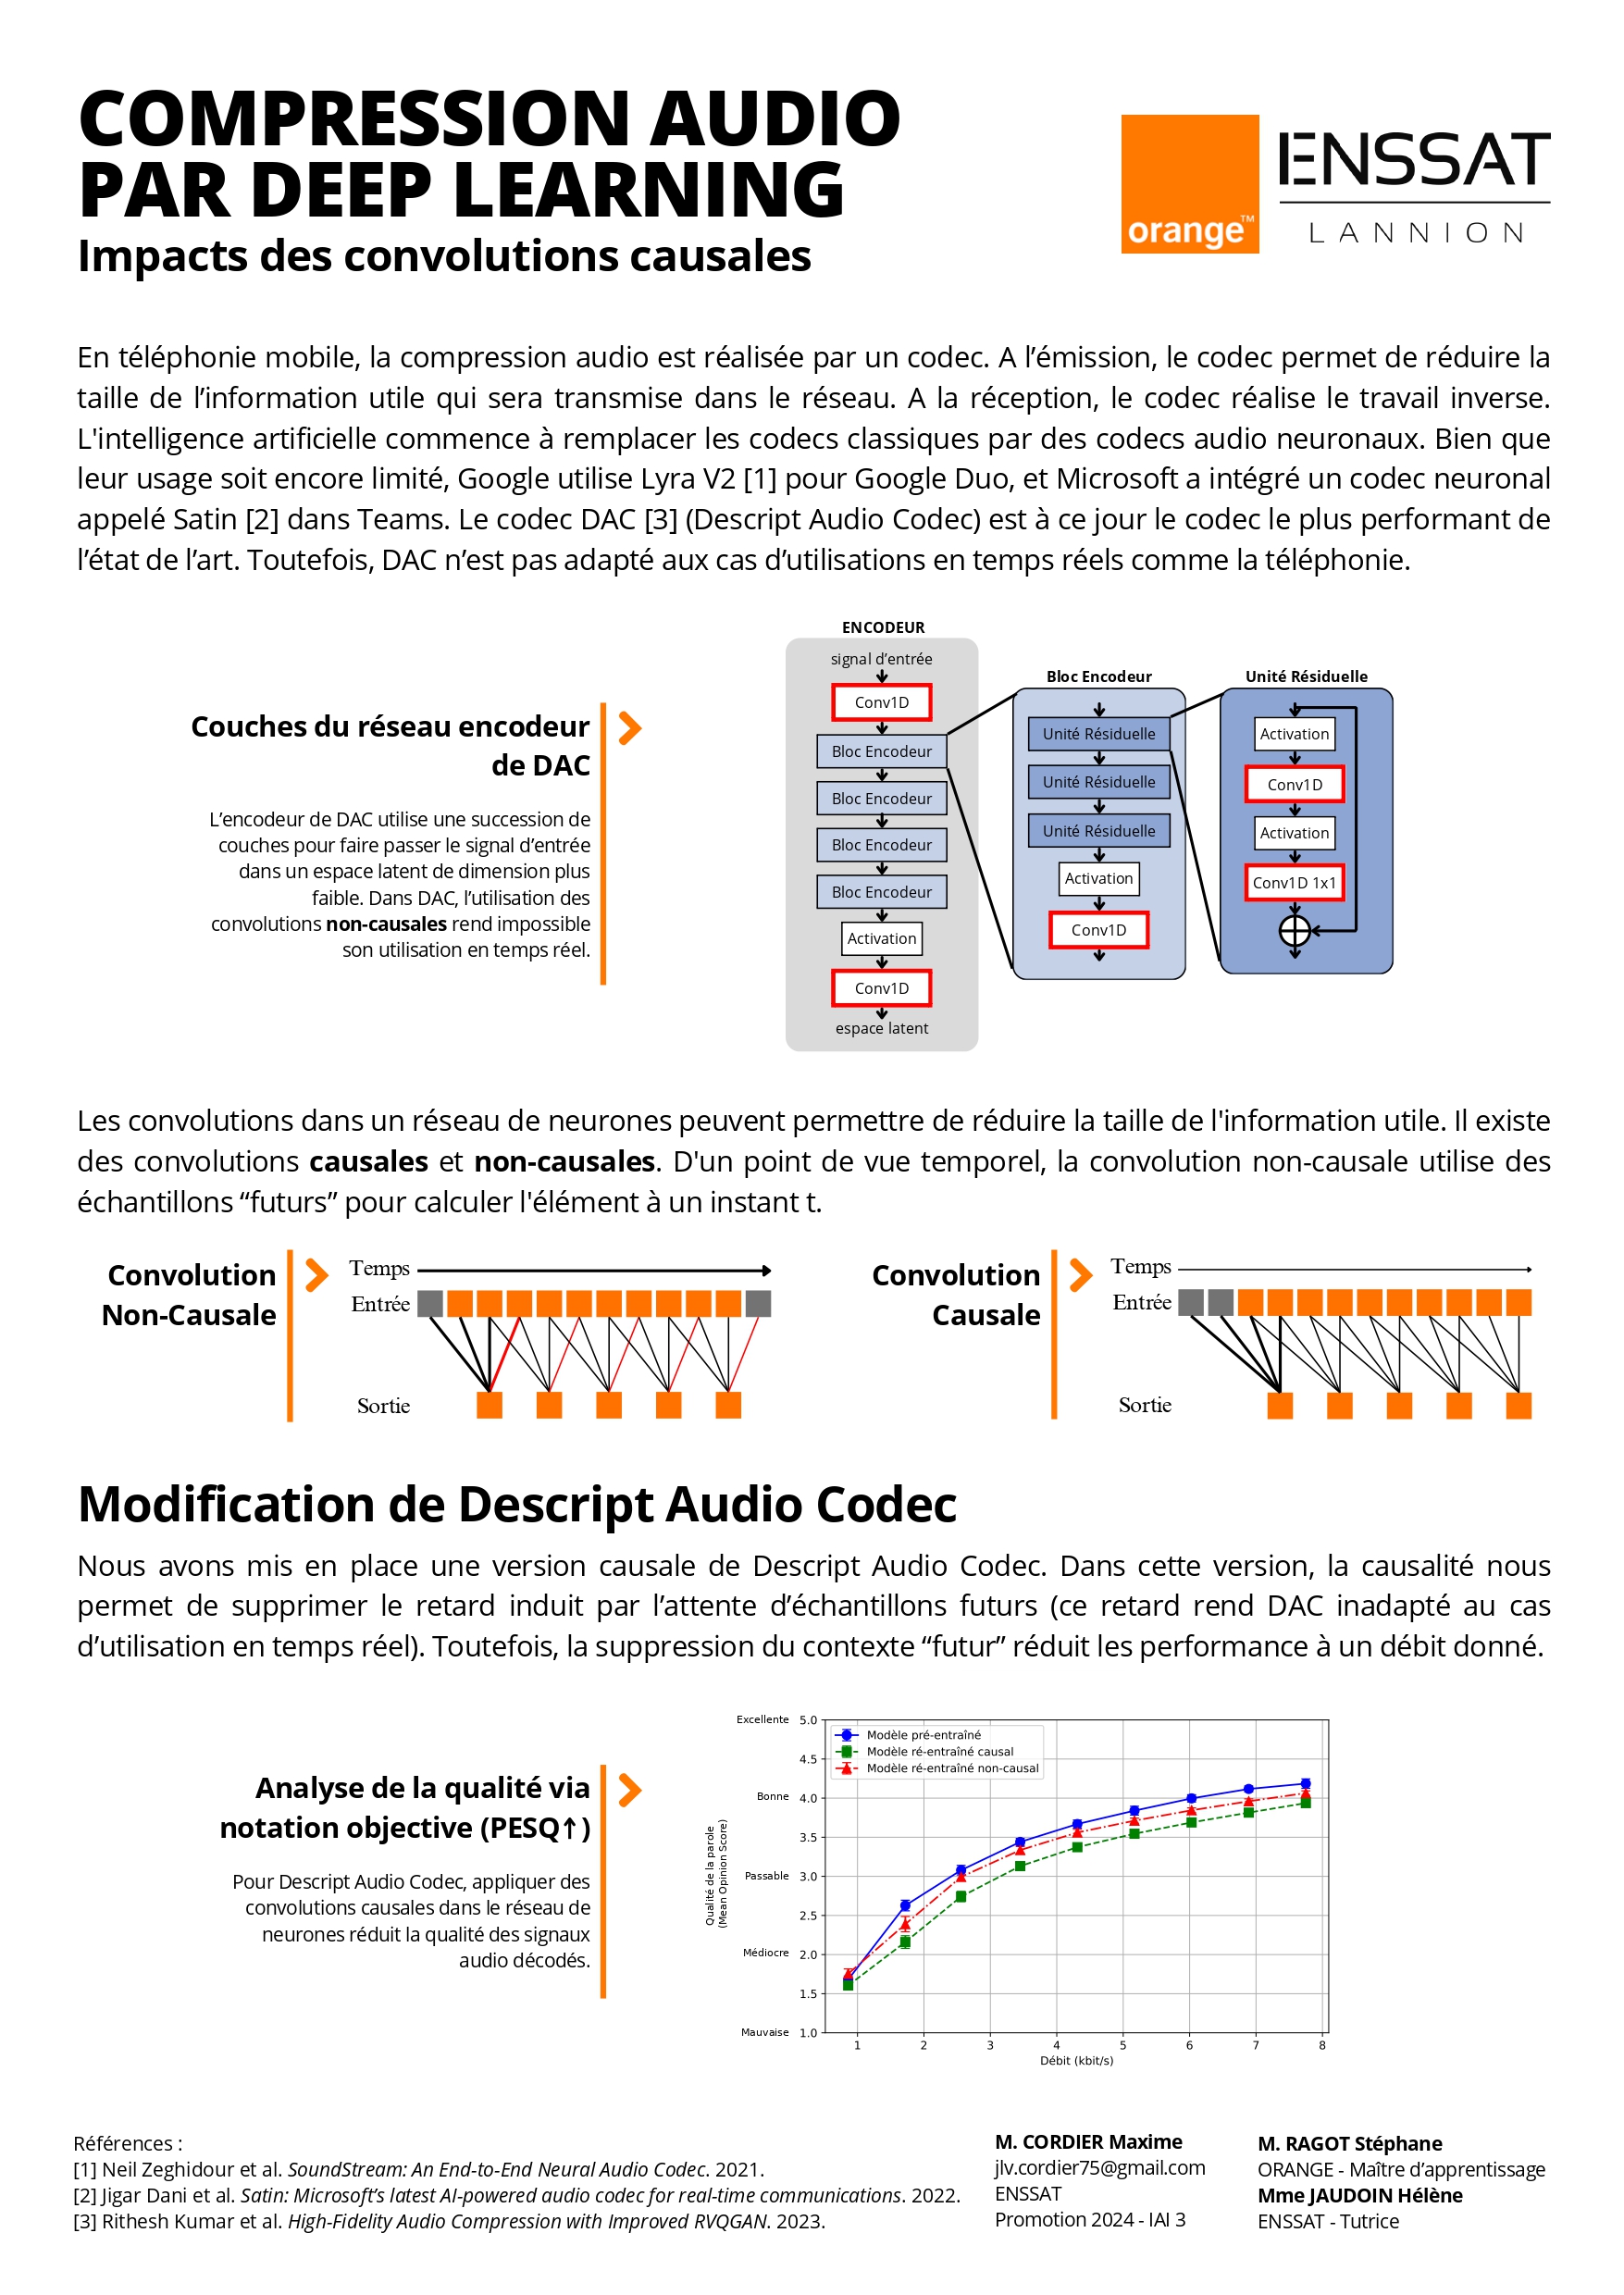 COMPRESSION AUDIO
PAR DEEP LEARNING
Impacts des convolutions causales
orange™
ENSSAT
LANNION
En téléphonie mobile, la compression audio est réalisée par un codec. A l’émission, le codec permet de réduire la
taille de l’information utile qui sera transmise dans le réseau. A la réception, le codec réalise le travail inverse.
L'intelligence artificielle commence à remplacer les codecs classiques par des codecs audio neuronaux. Bien que
leur usage soit encore limité, Google utilise Lyra V2 [1] pour Google Duo, et Microsoft a intégré un codec neuronal
appelé Satin [2] dans Teams. Le codec DAC [3] (Descript Audio Codec) est à ce jour le codec le plus performant de
l’état de l’art. Toutefois, DAC n’est pas adapté aux cas d’utilisations en temps réels comme la téléphonie.
Couches du réseau encodeur
de DAC
L’encodeur de DAC utilise une succession de
couches pour faire passer le signal d’entrée
dans un espace latent de dimension plus
faible. Dans DAC, l’utilisation des
convolutions non-causales rend impossible
son utilisation en temps réel.
ENCODEUR
signal d’entrée
Conv1D
Bloc Encodeur
Bloc Encodeur
Bloc Encodeur
Bloc Encodeur
Activation
Conv1D
espace latent
Bloc Encodeur
Unité Résiduelle
Unité Résiduelle
Unité Résiduelle
Activation
Conv1D
Unité Résiduelle
Activation
Conv1D
Activation
Conv1D 1x1
Les convolutions dans un réseau de neurones peuvent permettre de réduire la taille de l'information utile. Il existe
des convolutions causales et non-causales. D'un point de vue temporel, la convolution non-causale utilise des
échantillons “futurs” pour calculer l'élément à un instant t.
Convolution
Non-Causale
Temps
Entrée
Sortie
Convolution
Causale
Temps
Entrée
Sortie
Modification de Descript Audio Codec
Nous avons mis en place une version causale de Descript Audio Codec. Dans cette version, la causalité nous
permet de supprimer le retard induit par l’attente d’échantillons futurs (ce retard rend DAC inadapté au cas
d’utilisation en temps réel). Toutefois, la suppression du contexte “futur” réduit les performance à un débit donné.
Analyse de la qualité via
notation objective (PESQ↑)
Pour Descript Audio Codec, appliquer des
convolutions causales dans le réseau de
neurones réduit la qualité des signaux
audio décodés.
Qualité de la parole
(Mean Opinion Score)
Excellente 5.0
4.5
Bonne 4.0
3.5
Passable 3.0
2.5
Médiocre 2.0
1.5
Mauvaise 1.0
Modèle pré-entraîné
Modèle ré-entraîné causal
Modèle ré-entraîné non-causal
1 2 3 4 5 6 7 8
Débit (kbit/s)
Références :
[1] Neil Zeghidour et al. SoundStream: An End-to-End Neural Audio Codec. 2021.
[2] Jigar Dani et al. Satin: Microsoft’s latest AI-powered audio codec for real-time communications. 2022.
[3] Rithesh Kumar et al. High-Fidelity Audio Compression with Improved RVQGAN. 2023.
M. CORDIER Maxime
jlv.cordier75@gmail.com
ENSSAT
Promotion 2024 - IAI 3
M. RAGOT Stéphane
ORANGE - Maître d’apprentissage
Mme JAUDOIN Hélène
ENSSAT - Tutrice